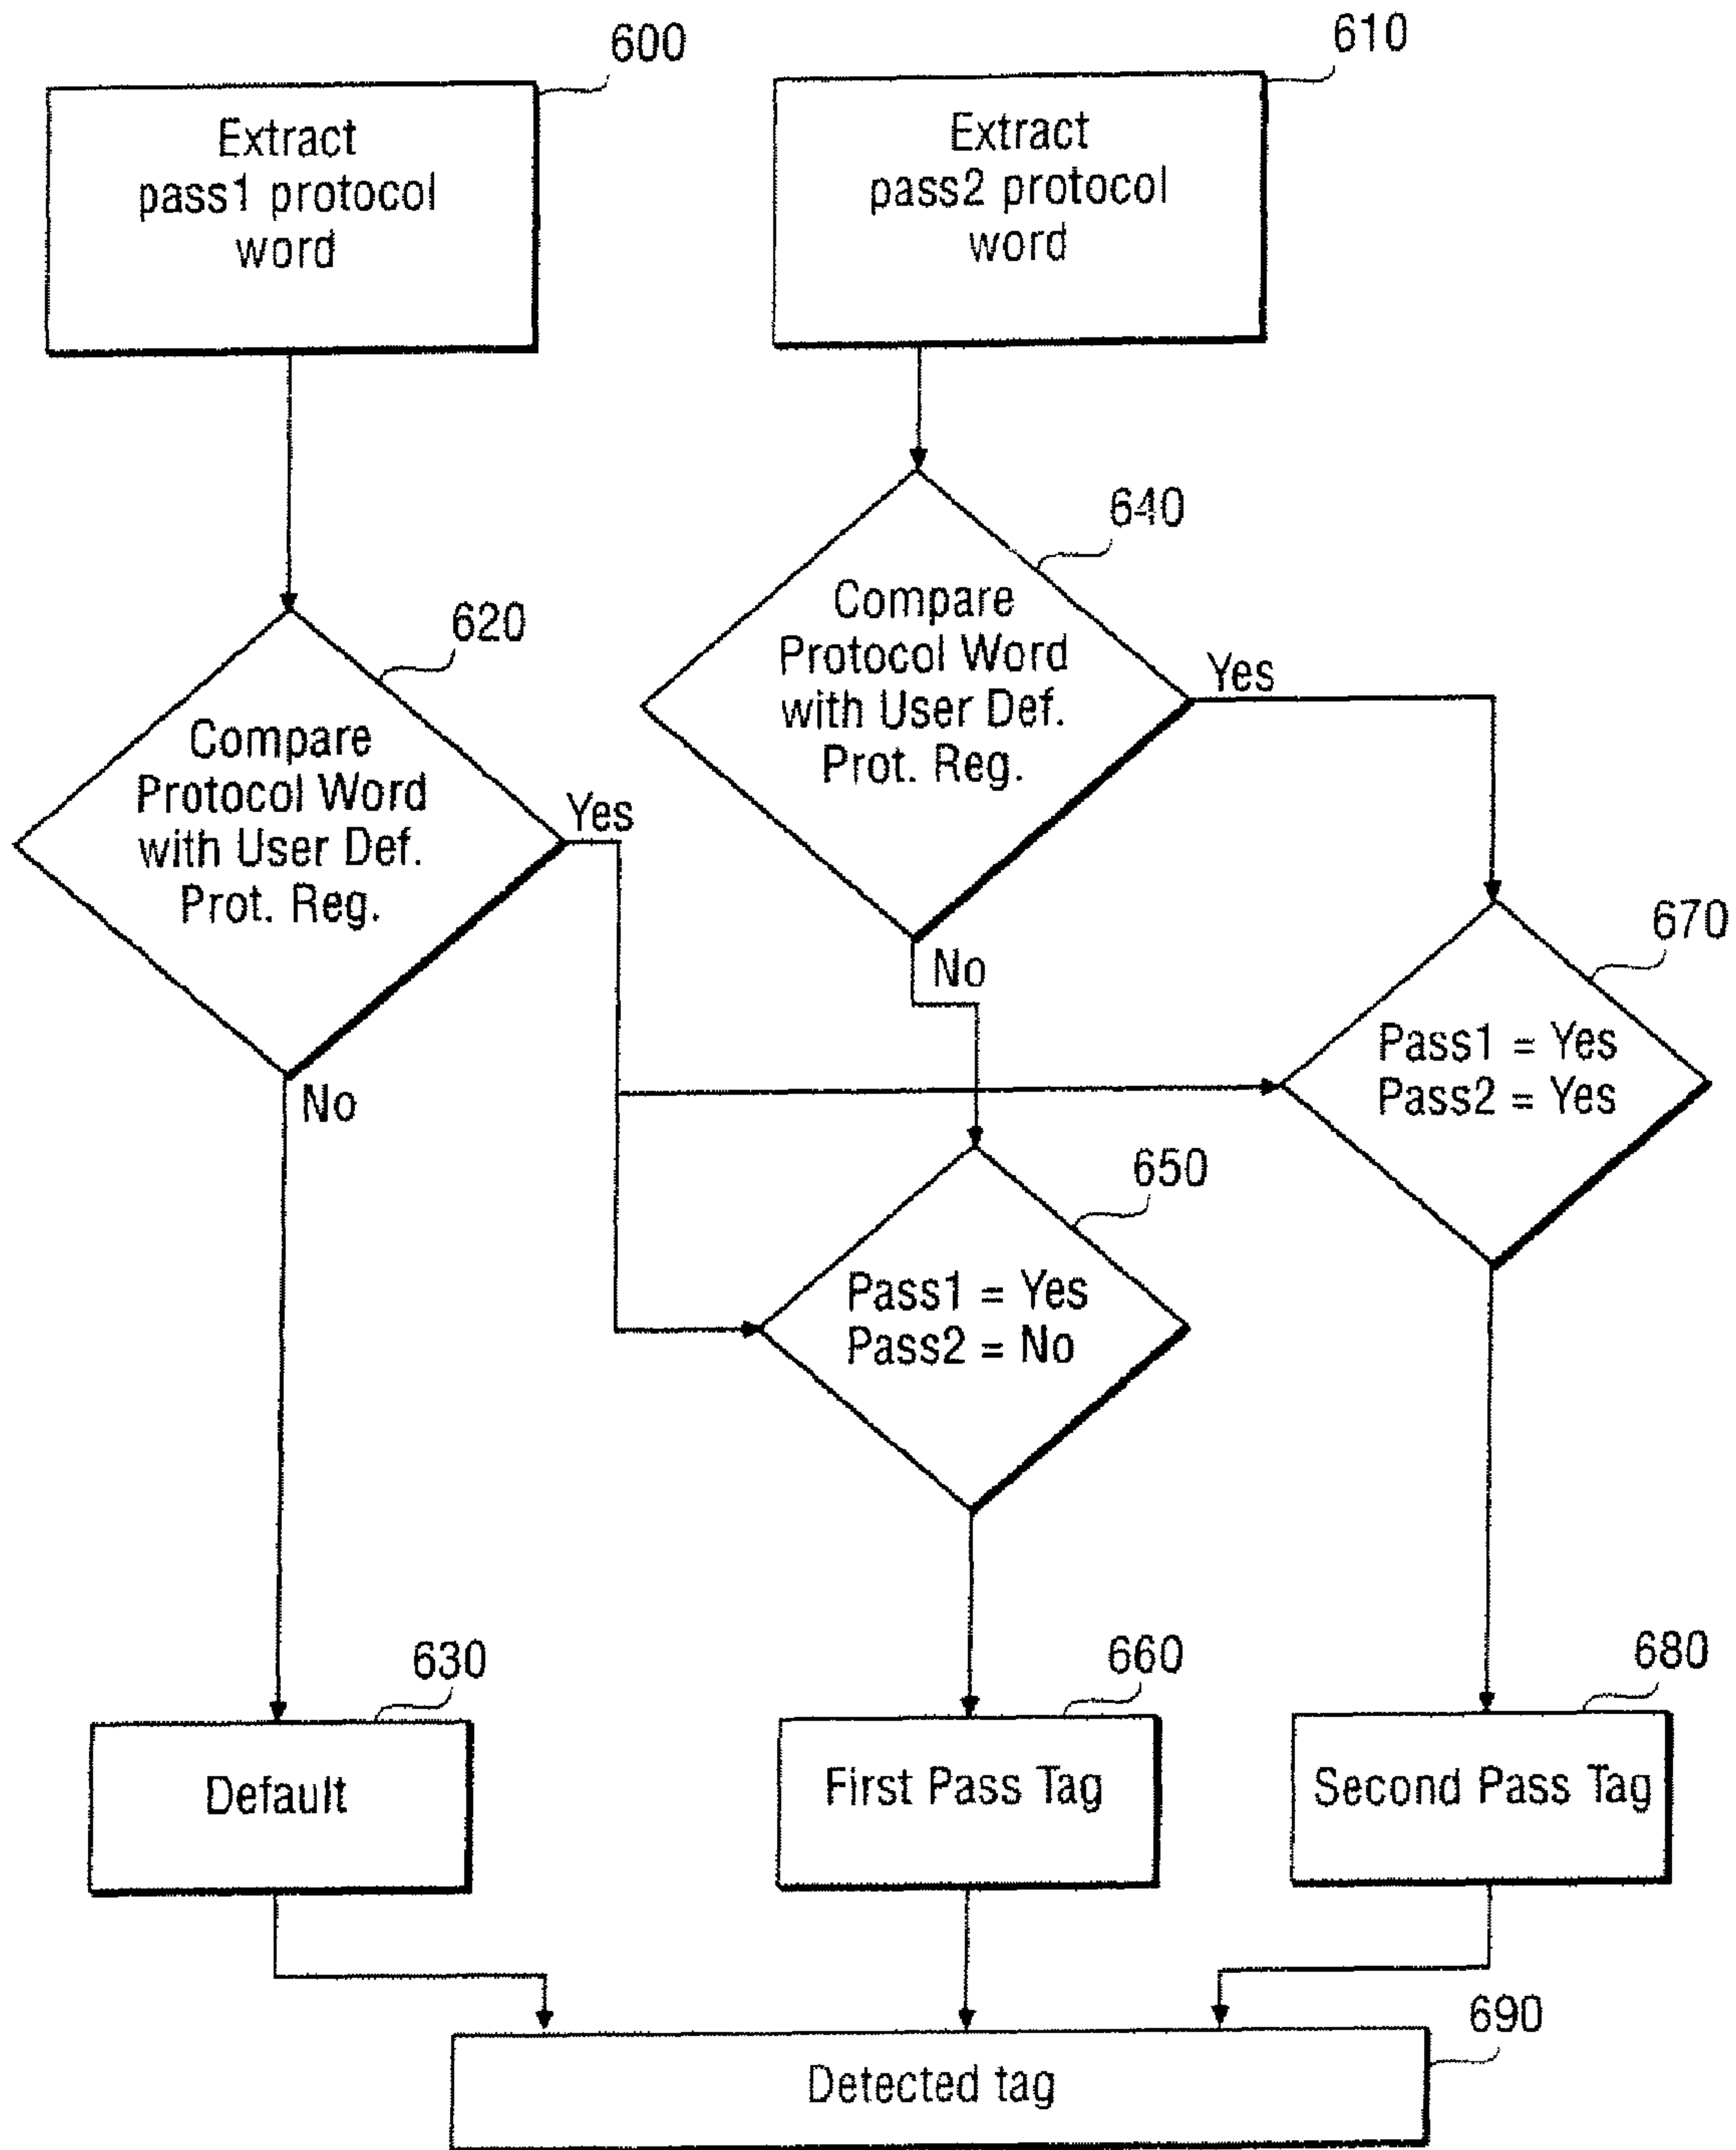 600
Extract
pass1 protocol
word
610
Extract
pass2 protocol
word
640
Compare
Protocol Word
with User Def.
Prot. Reg.
Yes
No
620
Compare
Protocol Word
with User Def.
Prot. Reg.
Yes
No
670
Pass1 = Yes
Pass2 = Yes
650
Pass1 = Yes
Pass2 = No
630
Default
660
First Pass Tag
680
Second Pass Tag
690
Detected tag